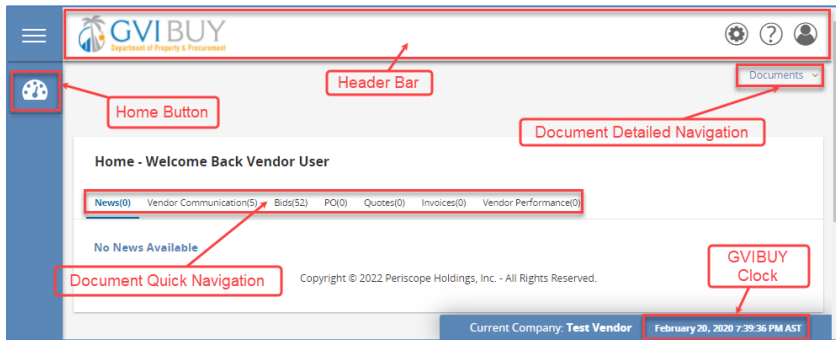 GVIBUY
Department of Property & Procurement
Header Bar
Documents
Home Button
Document Detailed Navigation
Home - Welcome Back Vendor User
News(0) Vendor Communication(5) Bids(52) PO(0) Quotes(0) Invoices(0) Vendor Performance(0)
No News Available
Document Quick Navigation
Copyright © 2022 Periscope Holdings, Inc. - All Rights Reserved.
GVIBUY
Clock
Current Company: Test Vendor
February 20, 2020 7:39:36 PM AST